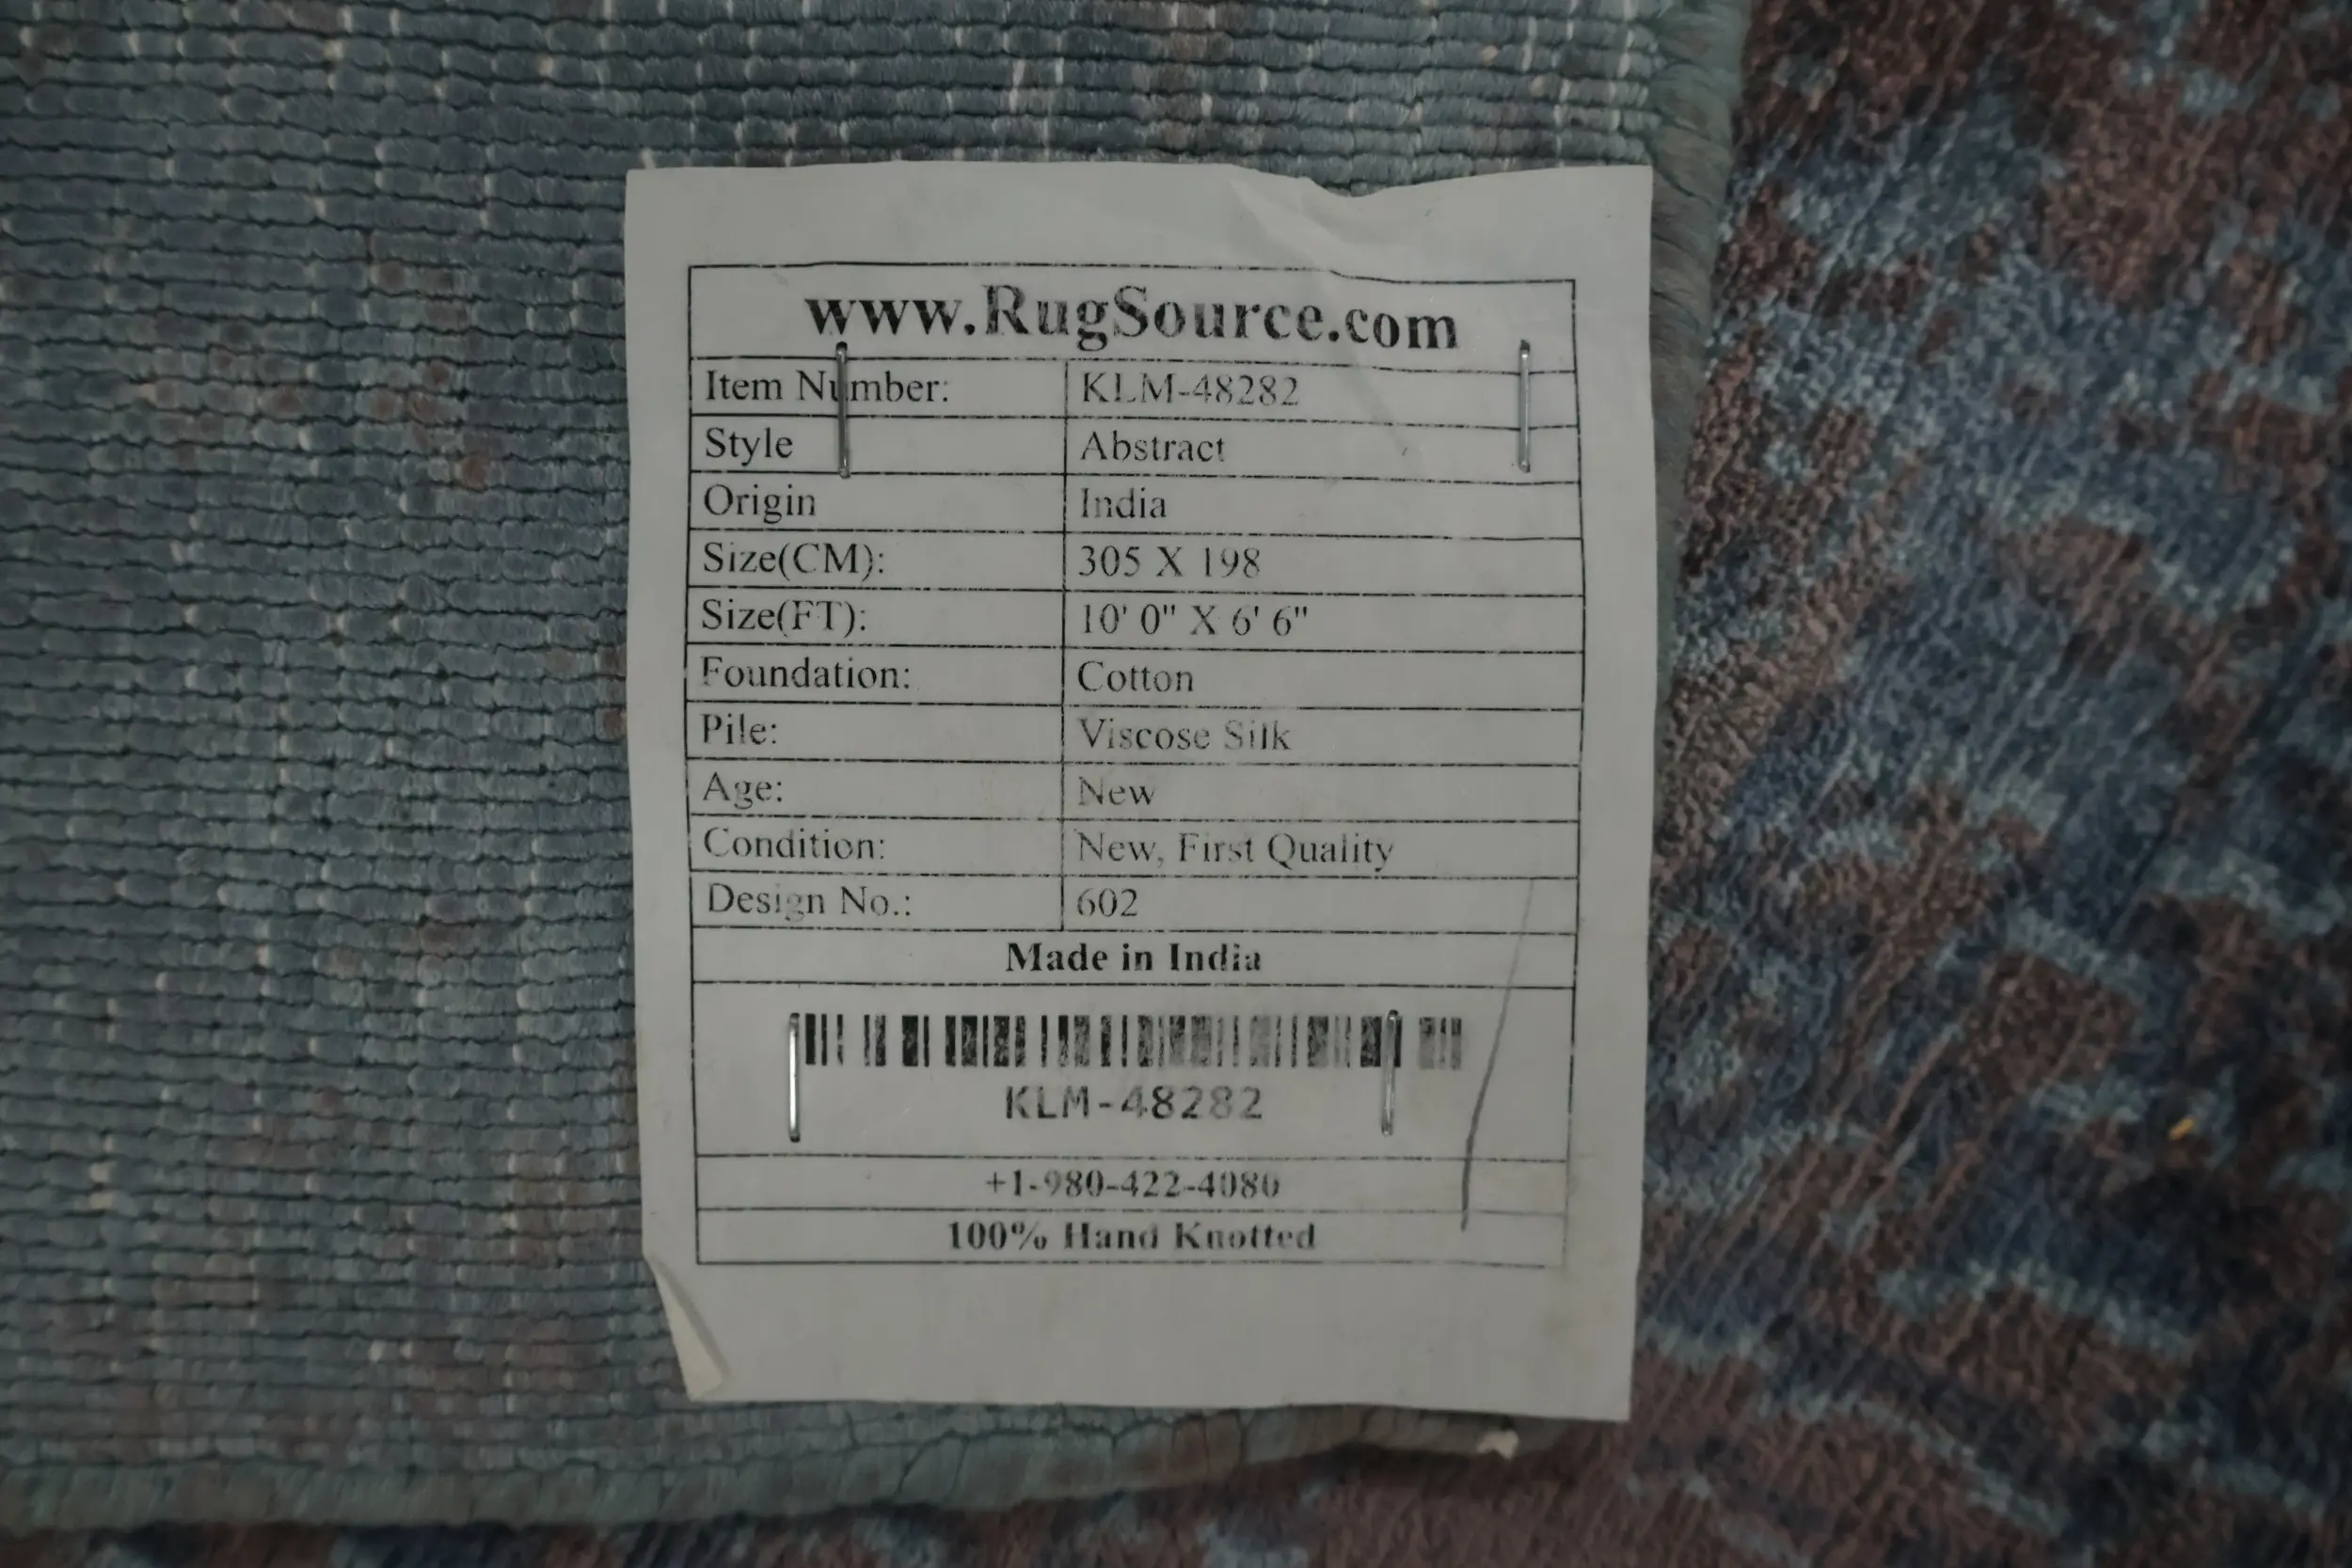 www.RugSource.com
Item Number: KLM-48282
Style Abstract
Origin India
Size(CM): 305 X 198
Size(FT): 10' 0" X 6' 6"
Foundation: Cotton
Pile: Viscose Silk
Age: New
Condition: New, First Quality
Design No.: 602
Made in India
KLM-48282
+1-980-422-4080
100% Hand Knotted